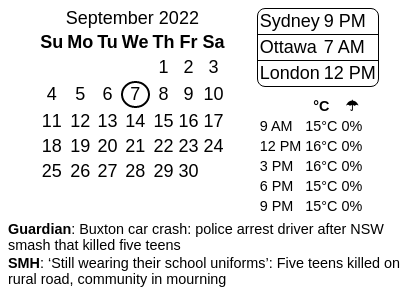 September 2022
Su Mo Tu We Th Fr Sa
1 2 3
4 5 6 7 8 9 10
11 12 13 14 15 16 17
18 19 20 21 22 23 24
25 26 27 28 29 30
Sydney 9 PM
Ottawa 7 AM
London 12 PM
°C ☂
9 AM 15°C 0%
12 PM 16°C 0%
3 PM 16°C 0%
6 PM 15°C 0%
9 PM 15°C 0%
Guardian: Buxton car crash: police arrest driver after NSW
smash that killed five teens
SMH: ‘Still wearing their school uniforms’: Five teens killed on
rural road, community in mourning